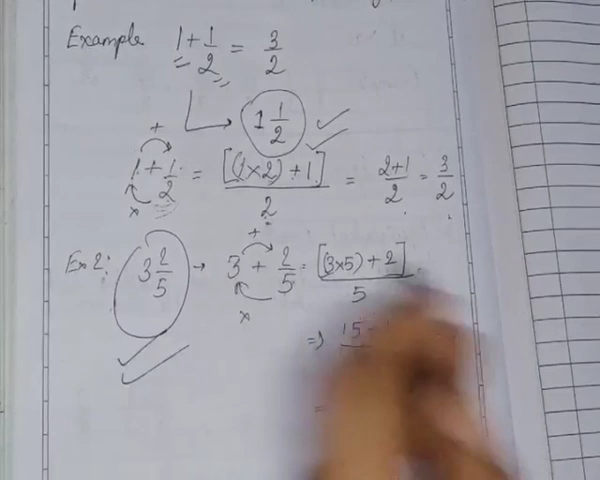 Example 1 + 1/2 = 3/2
1 1/2
+
1 + 1/2 = [(1×2) + 1]/2 = 2+1/2 = 3/2
×
+
Ex 2: 3 2/5 → 3 + 2/5 = [(3×5) + 2]/5
×
=) 15
=